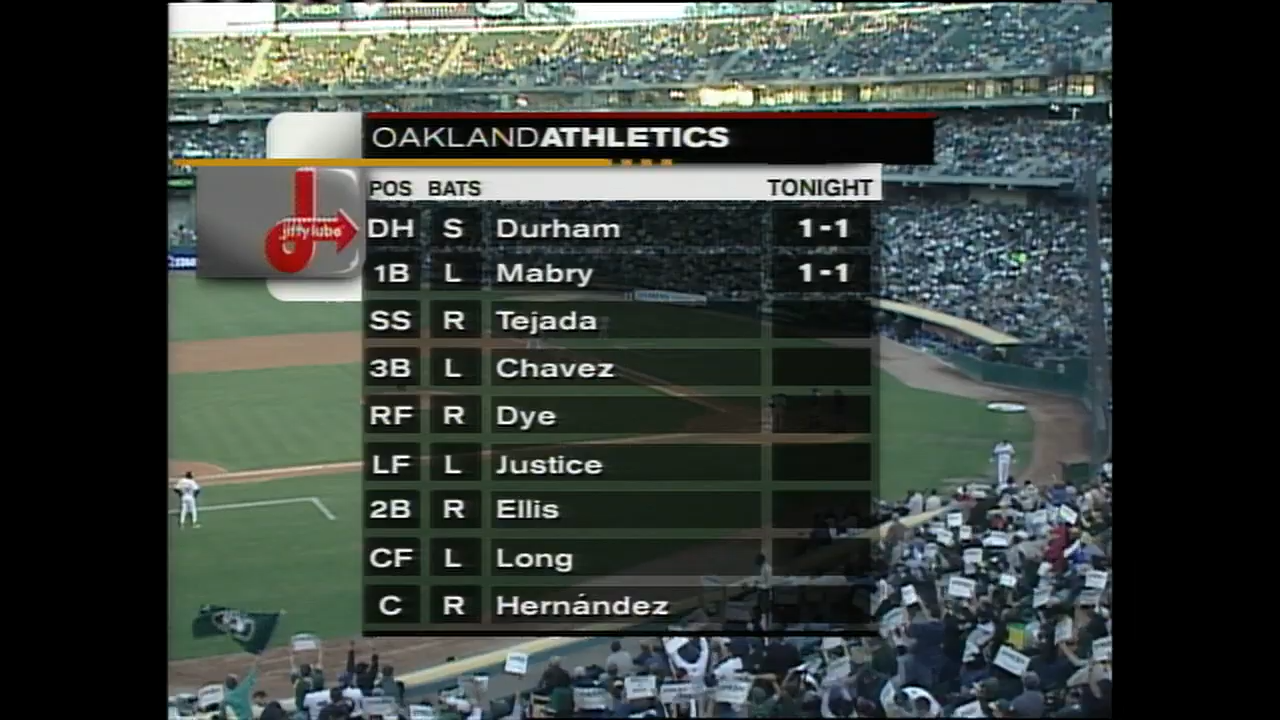 XBOX
OAKLANDATHLETICS
POS BATS TONIGHT
jiffy lube
DH S Durham 1-1
1B L Mabry 1-1
SS R Tejada
3B L Chavez
RF R Dye
LF L Justice
2B R Ellis
CF L Long
C R Hernández